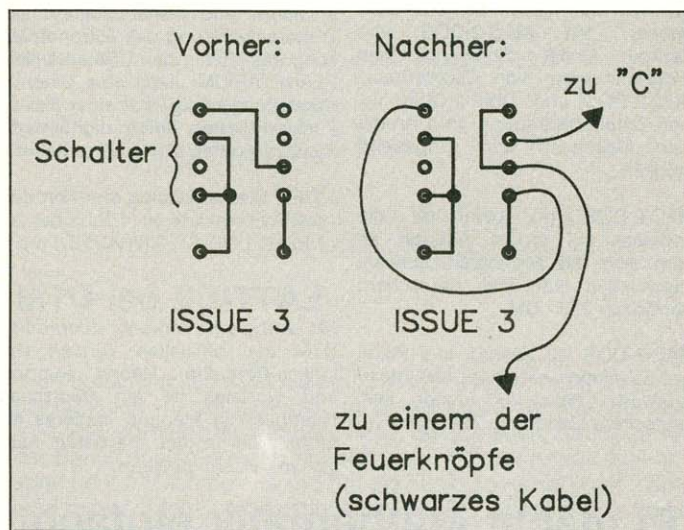 Vorher:
Nachher:
zu "C"
Schalter
ISSUE 3
ISSUE 3
zu einem der
Feuerknöpfe
(schwarzes Kabel)